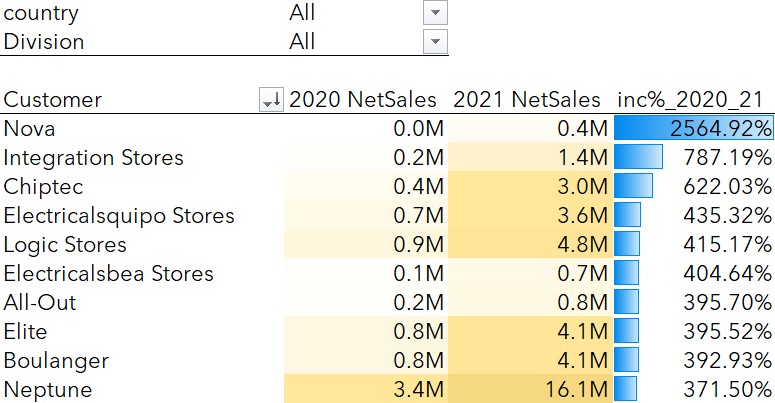 country All
Division All
Customer 2020 NetSales 2021 NetSales inc%_2020_21
Nova 0.0M 0.4M 2564.92%
Integration Stores 0.2M 1.4M 787.19%
Chiptec 0.4M 3.0M 622.03%
Electricalsquipo Stores 0.7M 3.6M 435.32%
Logic Stores 0.9M 4.8M 415.17%
Electricalsbea Stores 0.1M 0.7M 404.64%
All-Out 0.2M 0.8M 395.70%
Elite 0.8M 4.1M 395.52%
Boulanger 0.8M 4.1M 392.93%
Neptune 3.4M 16.1M 371.50%